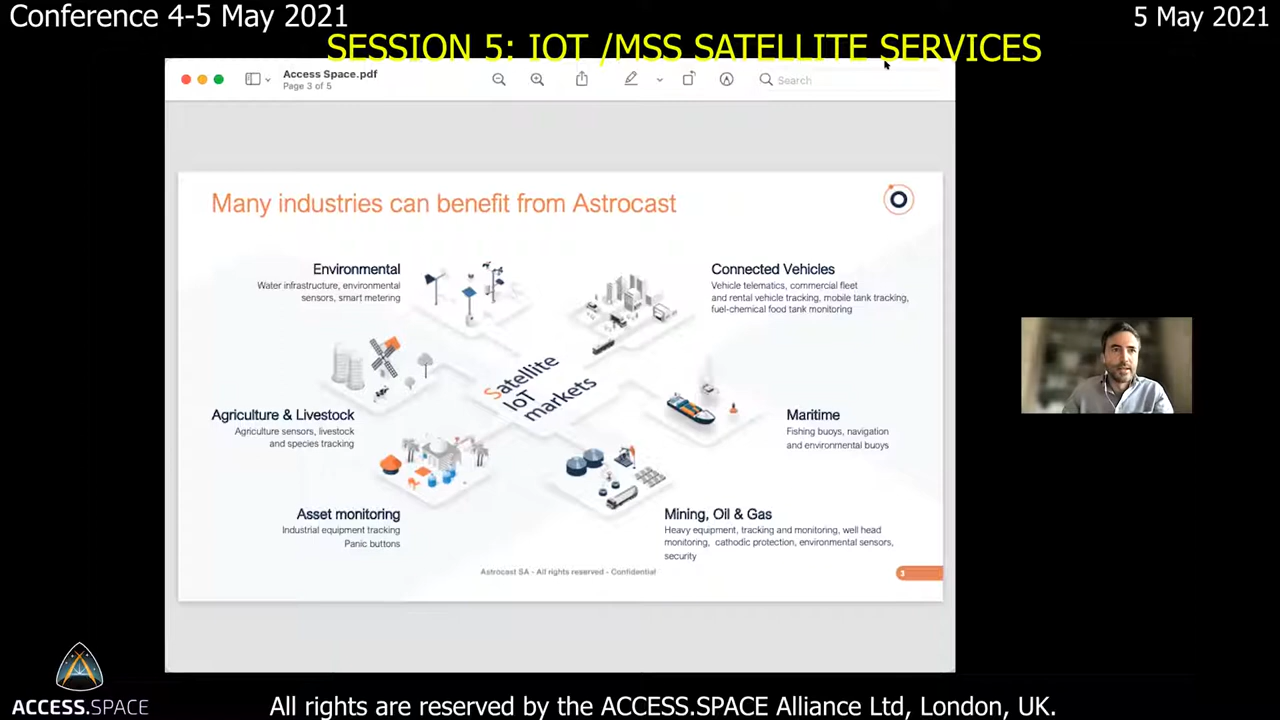 Conference 4-5 May 2021
5 May 2021
SESSION 5: IOT /MSS SATELLITE SERVICES
Access Space.pdf
Page 3 of 5
Search
Many industries can benefit from Astrocast
Environmental
Water infrastructure, environmental
sensors, smart metering
Connected Vehicles
Vehicle telematics, commercial fleet
and rental vehicle tracking, mobile tank tracking,
fuel-chemical food tank monitoring
Satellite
IoT
markets
Agriculture & Livestock
Agriculture sensors, livestock
and species tracking
Maritime
Fishing buoys, navigation
and environmental buoys
Asset monitoring
Industrial equipment tracking
Panic buttons
Mining, Oil & Gas
Heavy equipment, tracking and monitoring, well head
monitoring, cathodic protection, environmental sensors,
security
Astrocast SA - All rights reserved - Confidential
3
ACCESS.SPACE
All rights are reserved by the ACCESS.SPACE Alliance Ltd, London, UK.